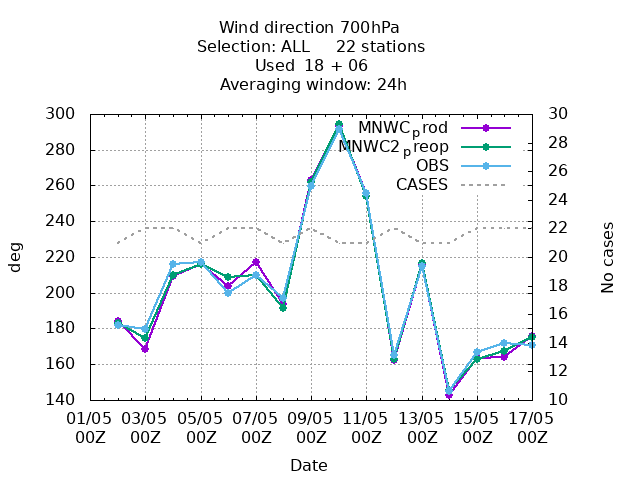 Wind direction 700hPa
Selection: ALL     22 stations
Used  18 + 06
Averaging window: 24h
MNWCprod
MNWC2preop
OBS
CASES
deg
300
280
260
240
220
200
180
160
140
30
28
26
24
22
20
18
16
14
12
10
No cases
01/05 03/05 05/05 07/05 09/05 11/05 13/05 15/05 17/05
00Z 00Z 00Z 00Z 00Z 00Z 00Z 00Z 00Z
Date